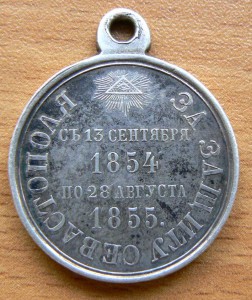 ЗА ЗАЩИТУ СЕВАСТОПОЛЯ
СЪ 13 СЕНТЯБРЯ
1854
ПО 28 АВГУСТА
1855.